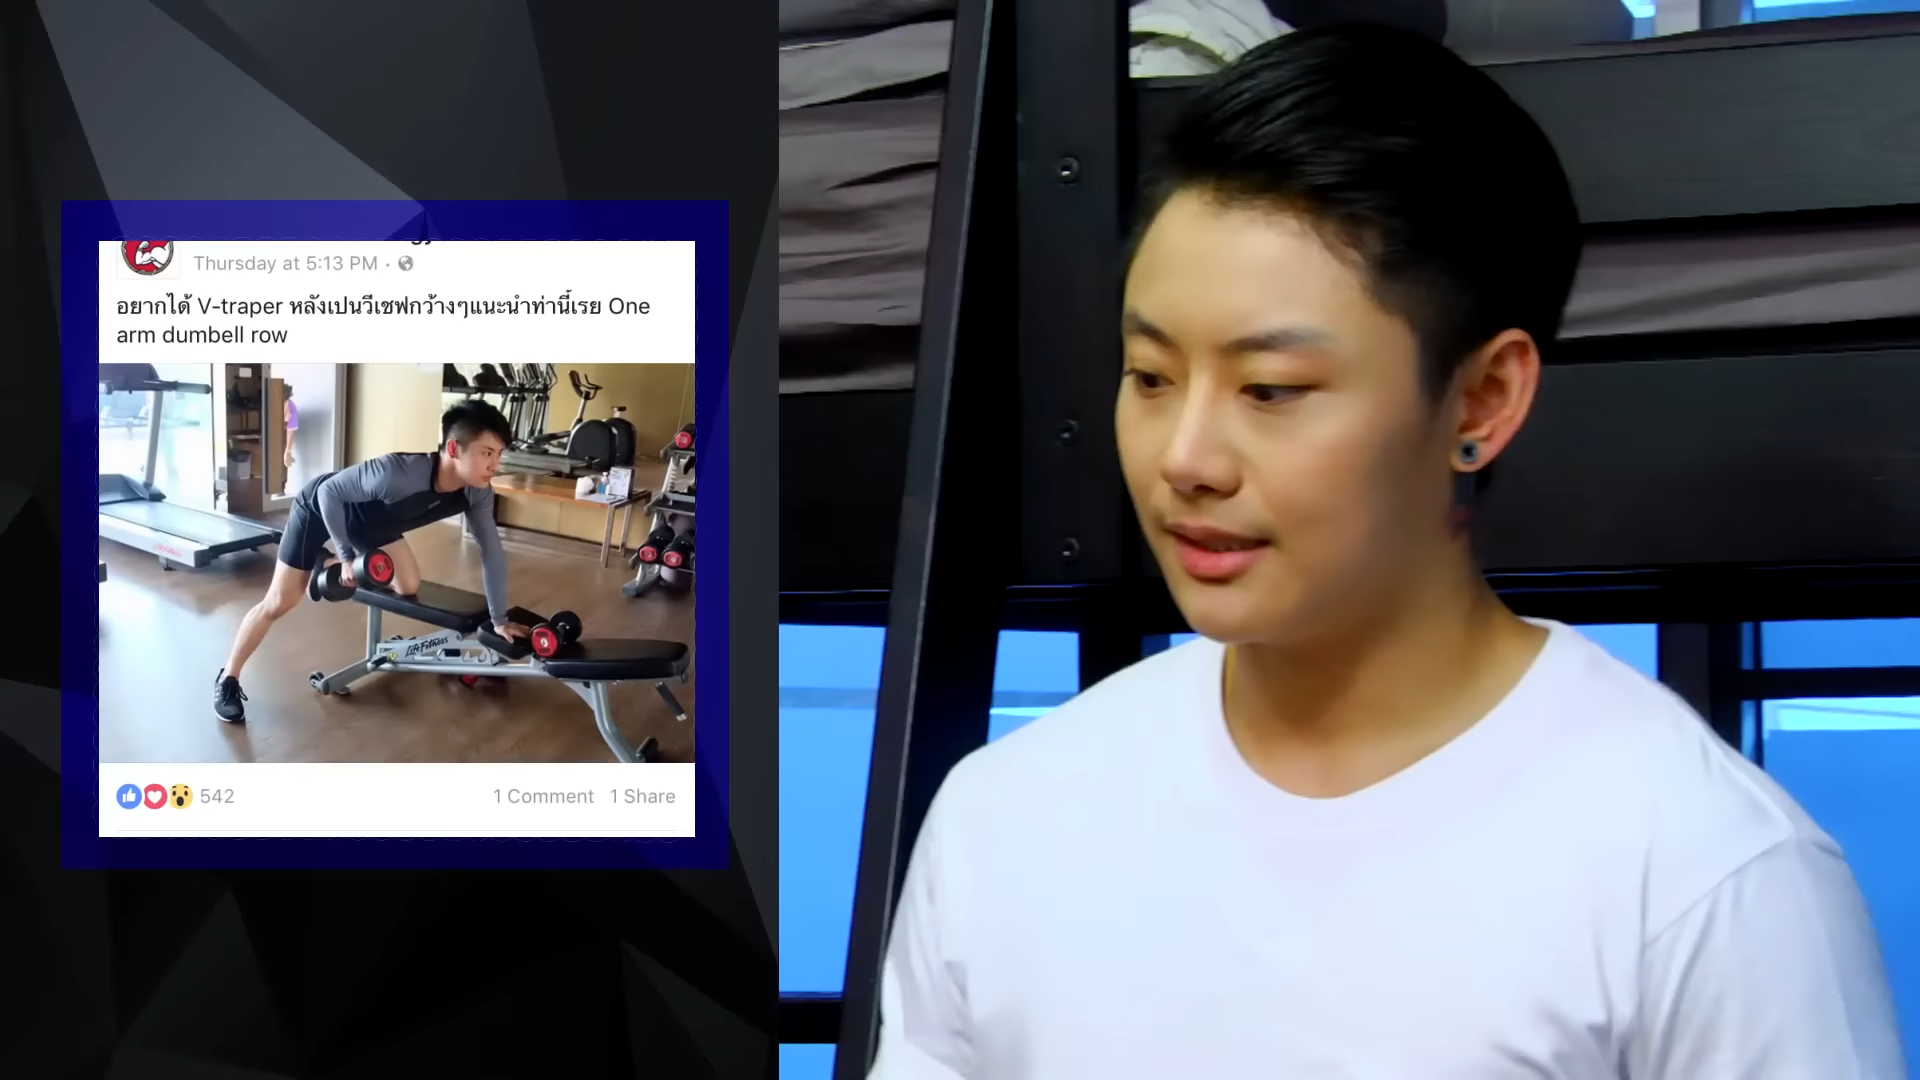 Thursday at 5:13 PM ·
อยากได้ V-traper หลังเปนวีเชฟกว้างๆแนะนำท่านี้เรย One
arm dumbell row
Life Fitness
542
1 Comment 1 Share